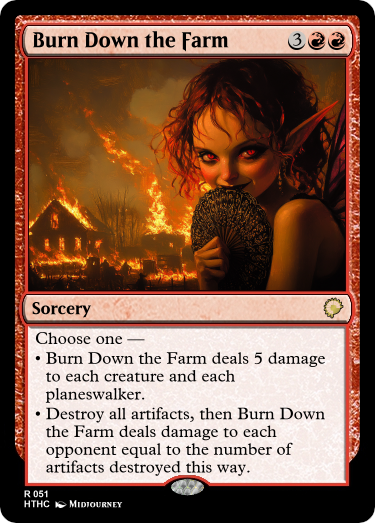 Burn Down the Farm 3
Sorcery
Choose one —
• Burn Down the Farm deals 5 damage
to each creature and each
planeswalker.
• Destroy all artifacts, then Burn Down
the Farm deals damage to each
opponent equal to the number of
artifacts destroyed this way.
R 051
HTHC Midjourney